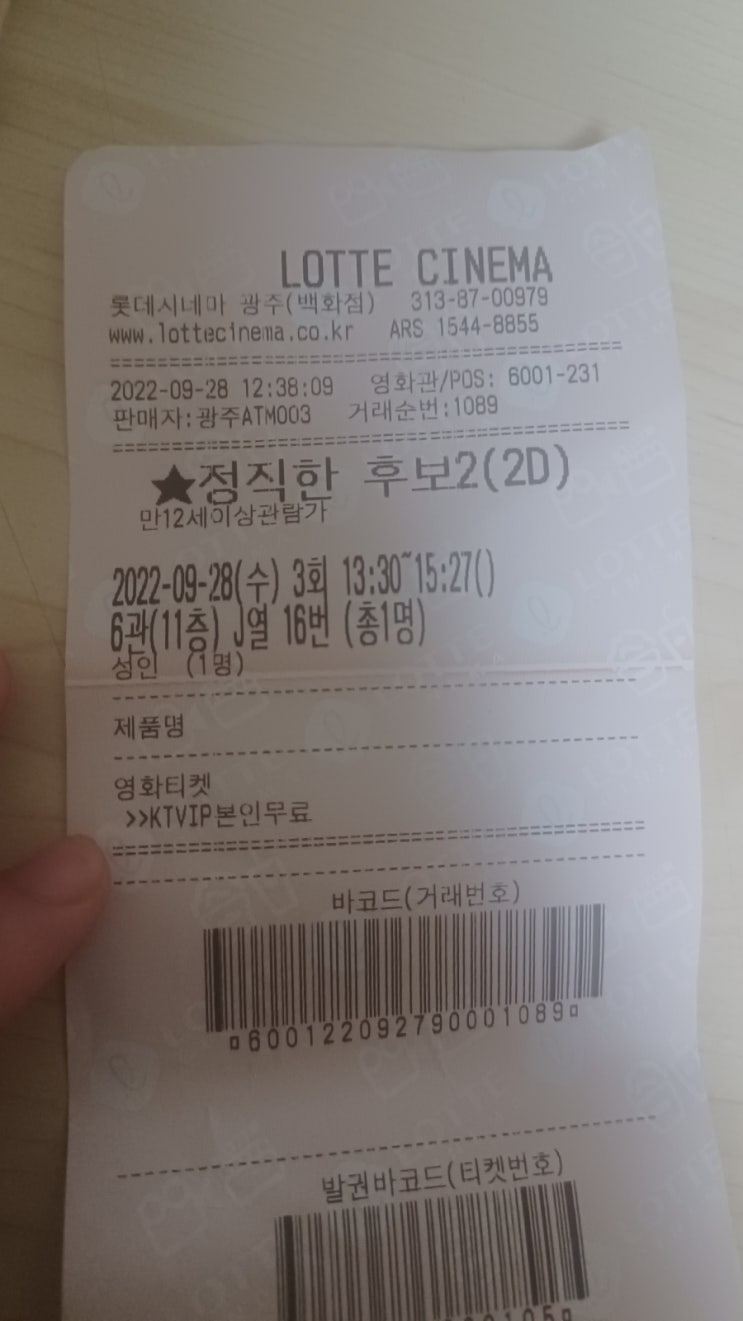 LOTTE CINEMA
롯데시네마 광주(백화점) 313-87-00979
www.lottecinema.co.kr ARS 1544-8855
2022-09-28 12:38:09 영화관/POS: 6001-231
판매자:광주ATM003 거래순번:1089
★정직한 후보2(2D)
만12세이상관람가
2022-09-28(수) 3회 13:30~15:27()
6관(11층) J열 16번 (총1명)
성인 (1명)
제품명
영화티켓
>>KTVIP본인무료
바코드(거래번호)
600122092790001089
발권바코드(티켓번호)